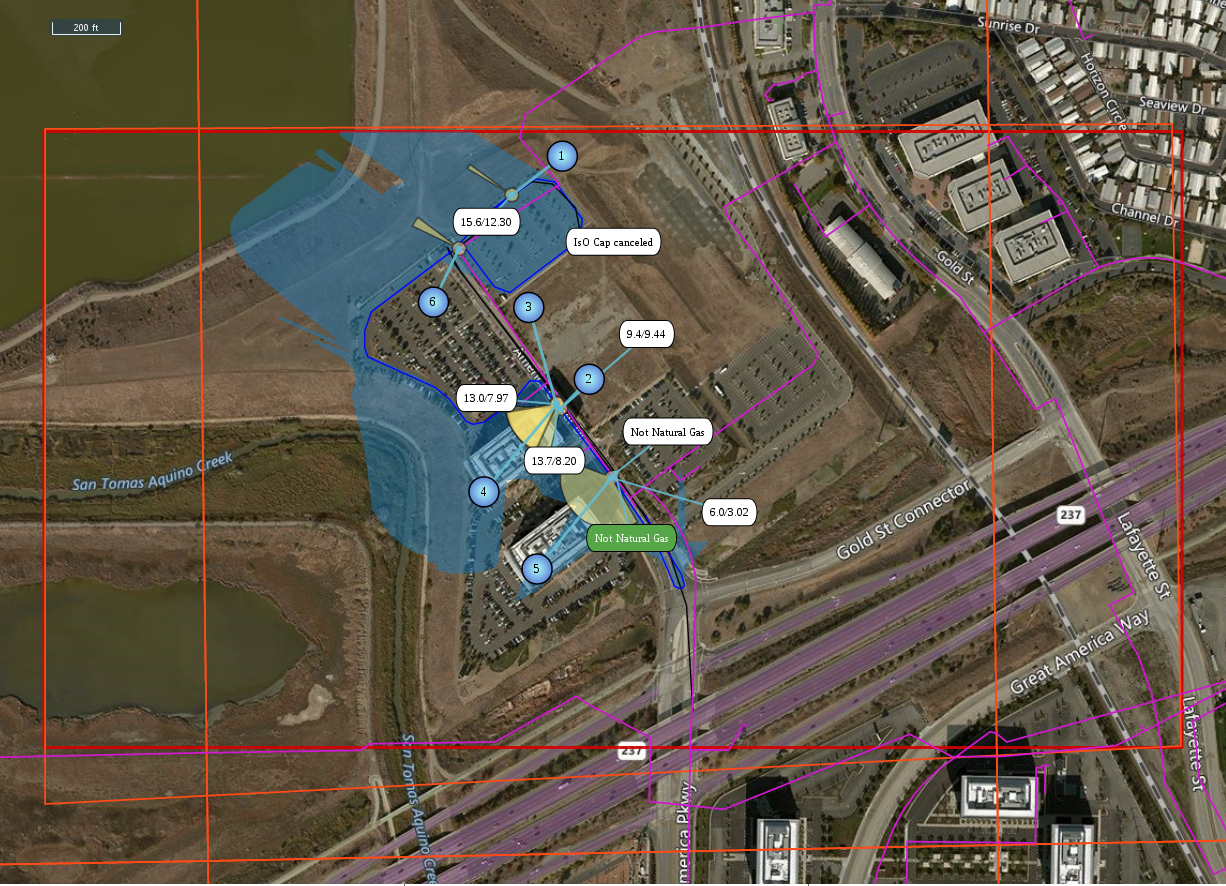 200 ft
Sunrise Dr
Horizon Circle
Seaview Dr
1
15.6/12.30
IsO Cap canceled
Channel D
Gold St
6
3
9.4/9.44
Ameri
2
13.0/7.97
Not Natural Gas
13.7/8.20
San Tomas Aquino Creek
4
6.0/3.02
Gold St Connector
237
Not Natural Gas
Lafayette St
5
Great America Way
237
Lafayette St
San Tomas Aquino Cree
merica Pkwy